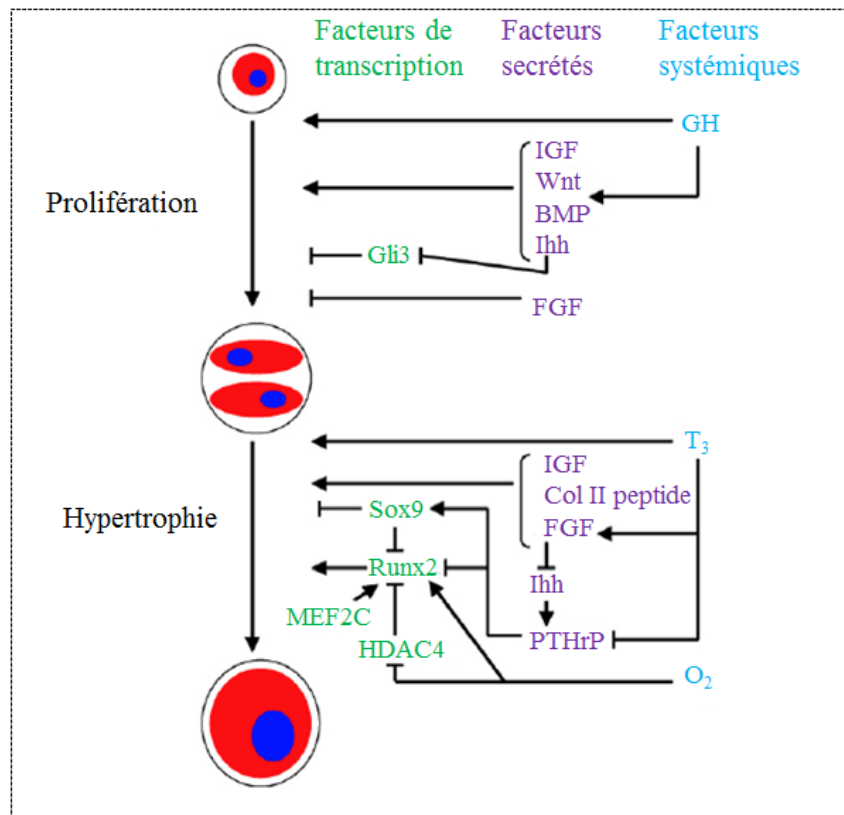 Facteurs de
transcription
Facteurs
secrétés
Facteurs
systémiques
GH
IGF
Wnt
BMP
Ihh
Prolifération
Gli3
FGF
T3
IGF
Col II peptide
FGF
Hypertrophie
Sox9
Runx2
Ihh
MEF2C
HDAC4
PTHrP
O2